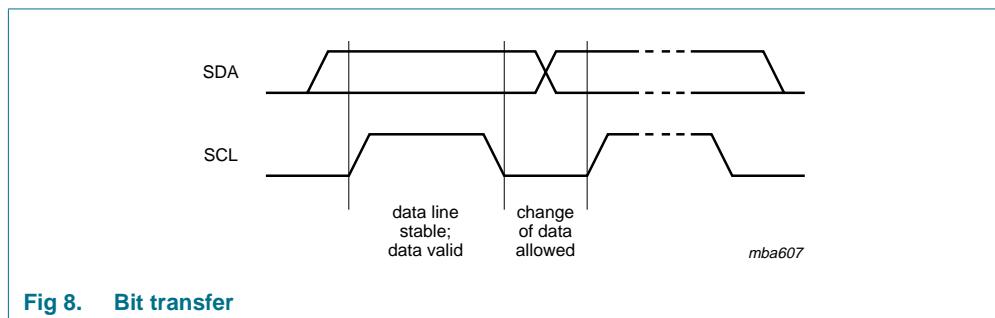 SDA
SCL
data line
stable;
data valid
change
of data
allowed
mba607
Fig 8. Bit transfer